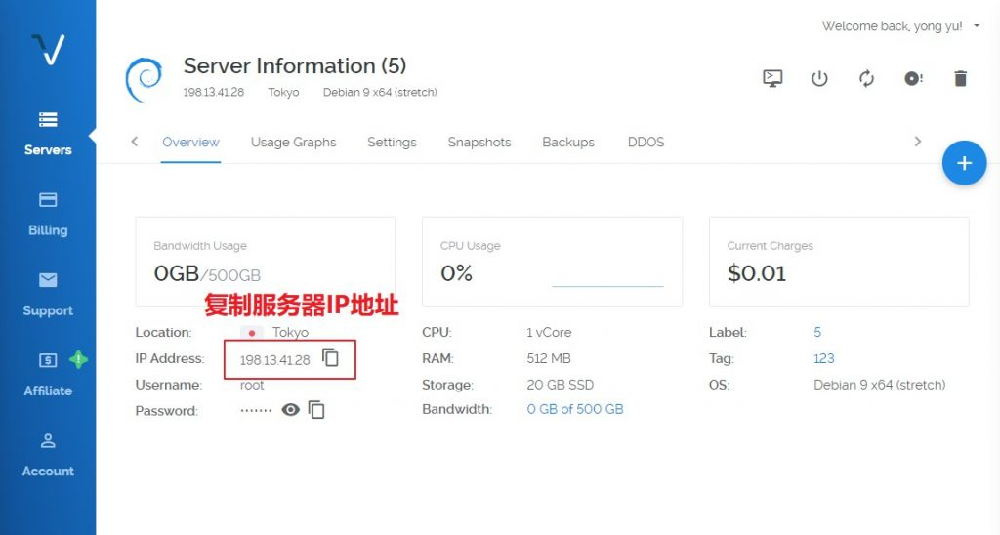 Welcome back, yong yu!
Server Information (5)
198.13.41.28 Tokyo Debian 9 x64 (stretch)
Servers
Overview Usage Graphs Settings Snapshots Backups DDOS
Billing
Bandwidth Usage
0GB/500GB
CPU Usage
0%
Current Charges
$0.01
复制服务器IP地址
Support
Location: Tokyo
IP Address: 198.13.41.28
Username: root
Password: ·······
CPU: 1 vCore
RAM: 512 MB
Storage: 20 GB SSD
Bandwidth: 0 GB of 500 GB
Label: 5
Tag: 123
OS: Debian 9 x64 (stretch)
Affiliate
Account